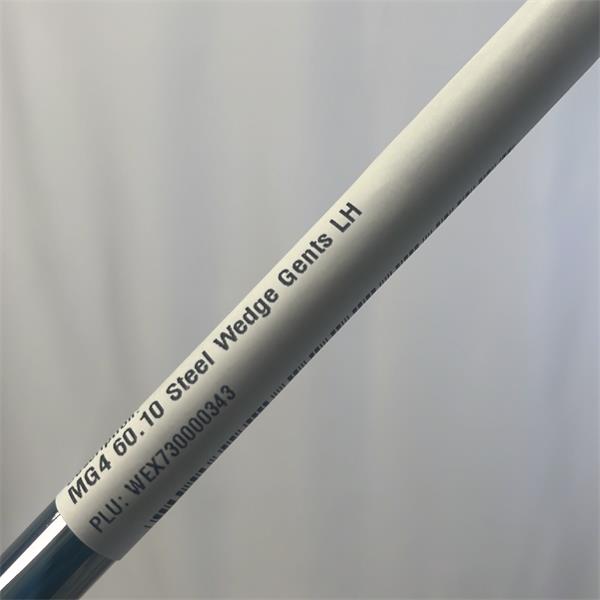 MG4 60.10 Steel Wedge Gents LH
PLU: WEX730000343